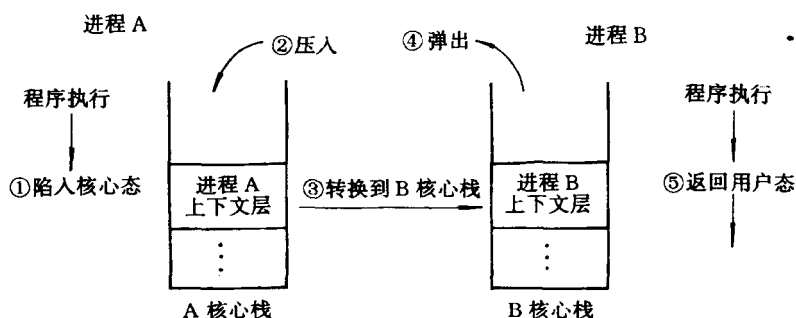 进程 A
②压入
④弹出
进程 B
程序执行
程序执行
①陷入核心态
进程 A
上下文层
③转换到 B 核心栈
进程 B
上下文层
⑤返回用户态
A 核心栈
B 核心栈